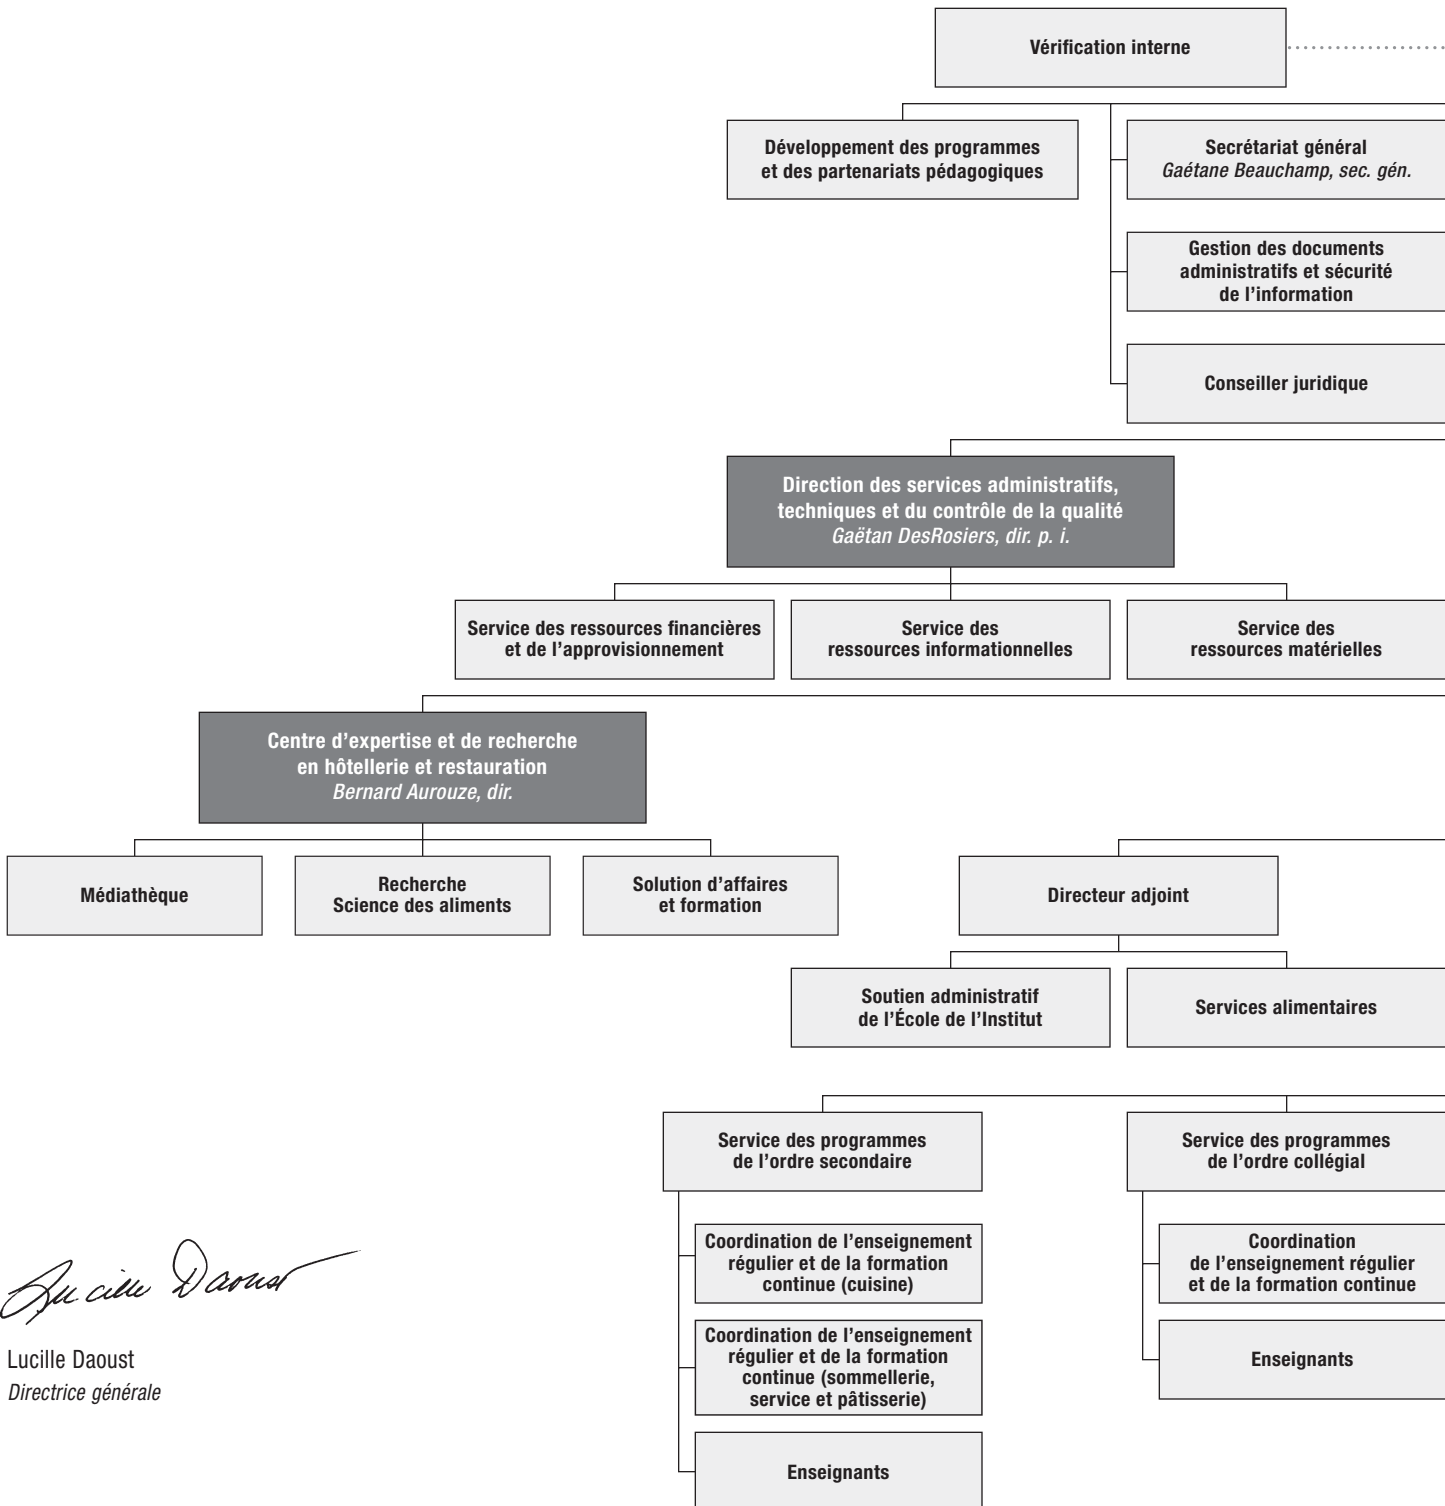 Vérification interne
Développement des programmes
et des partenariats pédagogiques
Secrétariat général
Gaétane Beauchamp, sec. gén.
Gestion des documents
administratifs et sécurité
de l’information
Conseiller juridique
Direction des services administratifs,
techniques et du contrôle de la qualité
Gaëtan DesRosiers, dir. p. i.
Service des ressources financières
et de l’approvisionnement
Service des
ressources informationnelles
Service des
ressources matérielles
Centre d’expertise et de recherche
en hôtellerie et restauration
Bernard Aurouze, dir.
Médiathèque
Recherche
Science des aliments
Solution d’affaires
et formation
Directeur adjoint
Soutien administratif
de l’École de l’Institut
Services alimentaires
Service des programmes
de l’ordre secondaire
Service des programmes
de l’ordre collégial
Coordination de l’enseignement
régulier et de la formation
continue (cuisine)
Coordination
de l’enseignement régulier
et de la formation continue
Coordination de l’enseignement
régulier et de la formation
continue (sommellerie,
service et pâtisserie)
Enseignants
Enseignants
Lucille Daoust
Lucille Daoust
Directrice générale